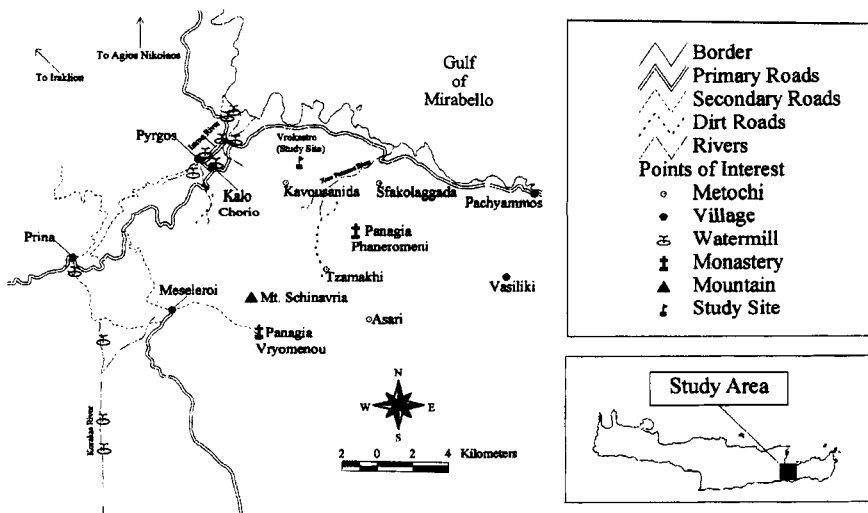 To Agios Nikolaos
To Iraklion
Gulf
of
Mirabello
Pyrgos
Vrokastro
(Study Site)
Kalo
Chorio
Kavousanida
Sfakolaggada
Pachyammos
Prina
Panagia
Phaneromeni
Tzamakhi
Vasiliki
Meseleroi
Mt. Schinavria
Asari
Panagia
Vryomenou
River
River
N
W
E
S
2 0 2 4 Kilometers
Border
Primary Roads
Secondary Roads
Dirt Roads
Rivers
Points of Interest
Metochi
Village
Watermill
Monastery
Mountain
Study Site
Study Area